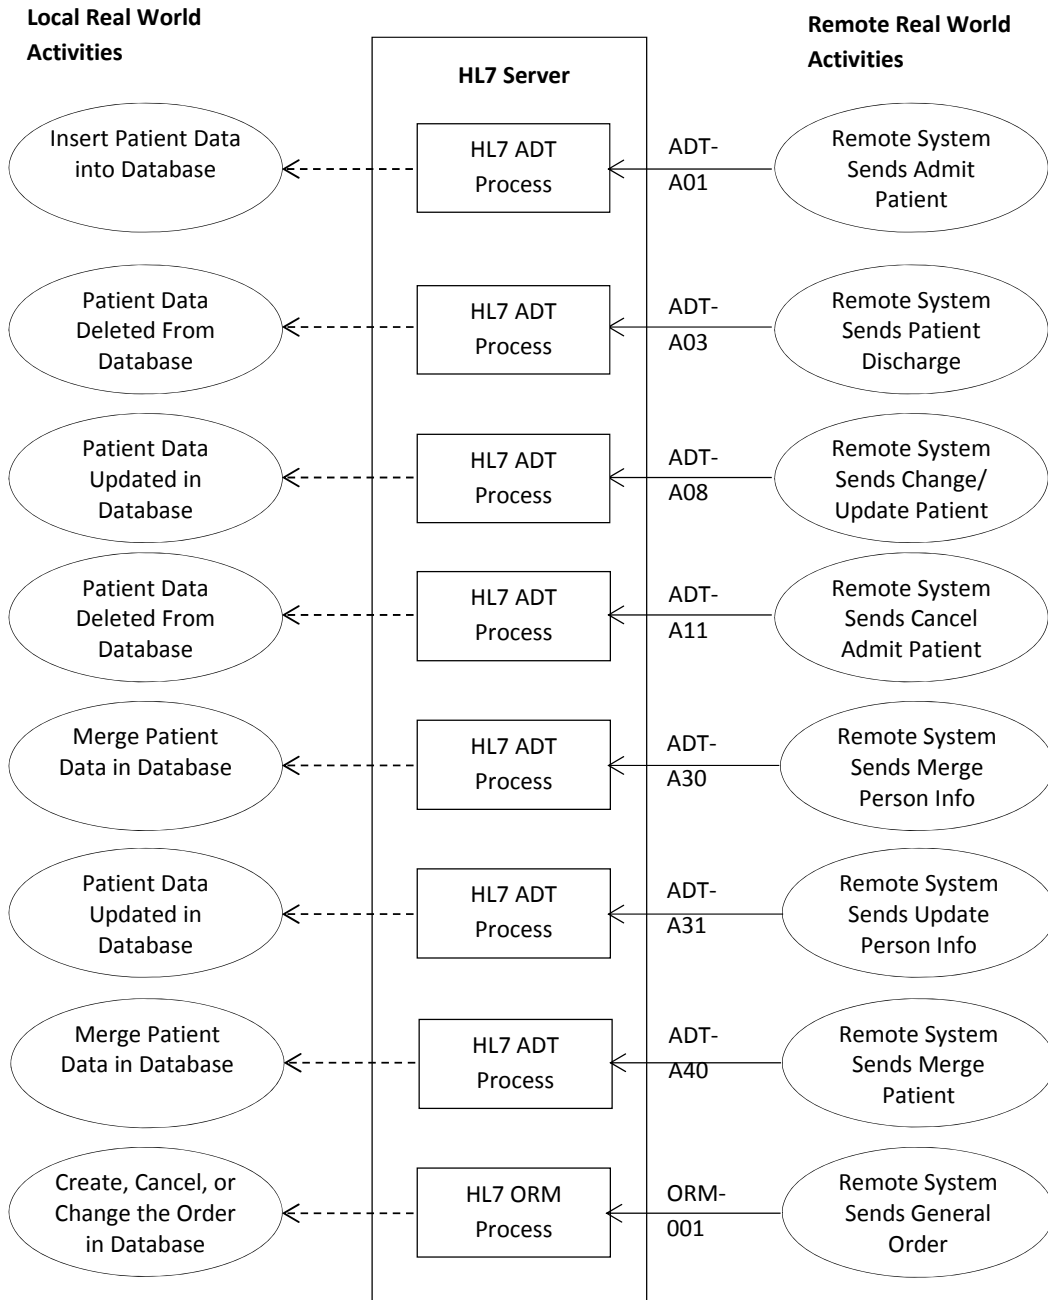 Local Real World
Activities
HL7 Server
Remote Real World
Activities
Insert Patient Data
into Database
HL7 ADT
Process
ADT-
A01
Remote System
Sends Admit
Patient
Patient Data
Deleted From
Database
HL7 ADT
Process
ADT-
A03
Remote System
Sends Patient
Discharge
Patient Data
Updated in
Database
HL7 ADT
Process
ADT-
A08
Remote System
Sends Change/
Update Patient
Patient Data
Deleted From
Database
HL7 ADT
Process
ADT-
A11
Remote System
Sends Cancel
Admit Patient
Merge Patient
Data in Database
HL7 ADT
Process
ADT-
A30
Remote System
Sends Merge
Person Info
Patient Data
Updated in
Database
HL7 ADT
Process
ADT-
A31
Remote System
Sends Update
Person Info
Merge Patient
Data in Database
HL7 ADT
Process
ADT-
A40
Remote System
Sends Merge
Patient
Create, Cancel, or
Change the Order
in Database
HL7 ORM
Process
ORM-
001
Remote System
Sends General
Order